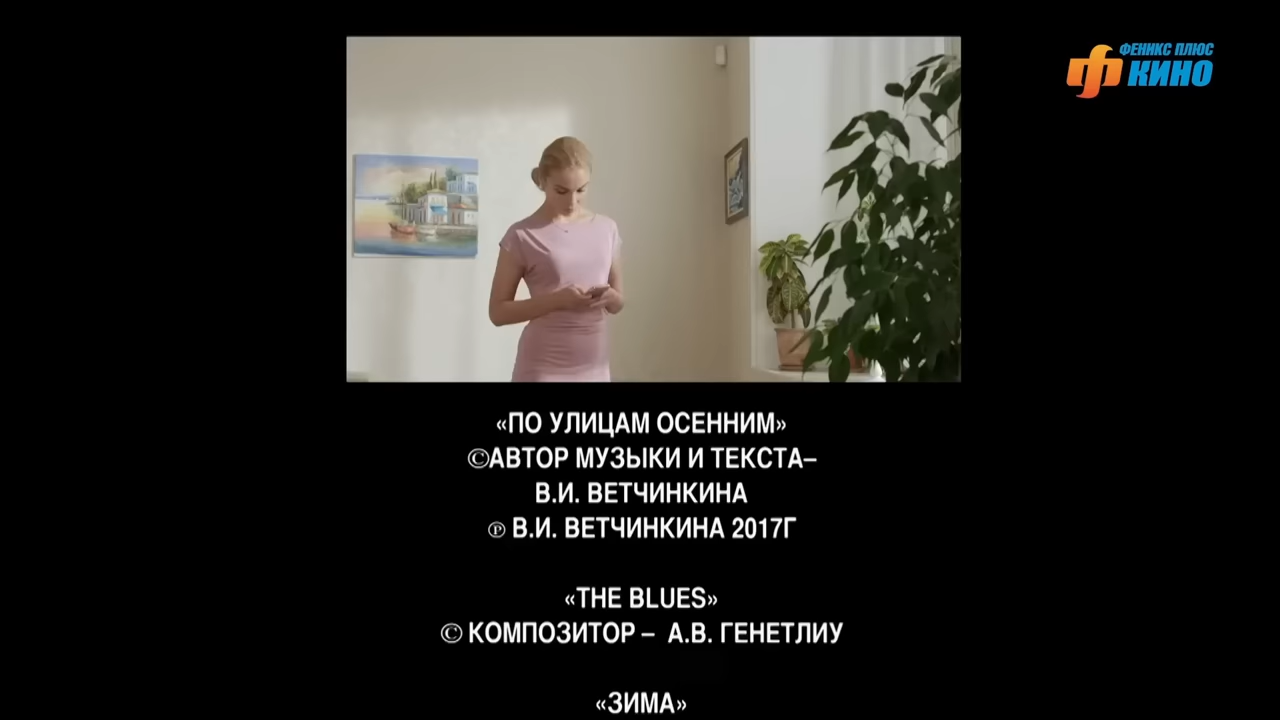 ФЕНИКС ПЛЮС
КИНО
«ПО УЛИЦАМ ОСЕННИМ»
©АВТОР МУЗЫКИ И ТЕКСТА–
В.И. ВЕТЧИНКИНА
℗ В.И. ВЕТЧИНКИНА 2017Г
«THE BLUES»
© КОМПОЗИТОР – А.В. ГЕНЕТЛИУ
«ЗИМА»